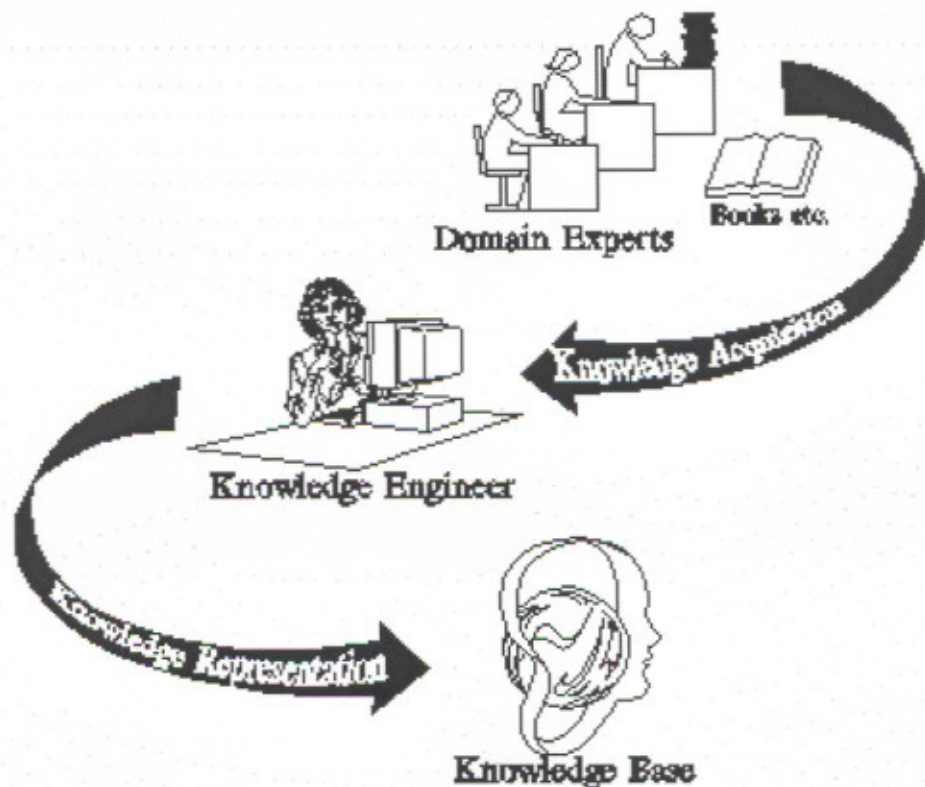 Domain Experts
Books etc.
Knowledge Acquisition
Knowledge Engineer
Knowledge Representation
Knowledge Base